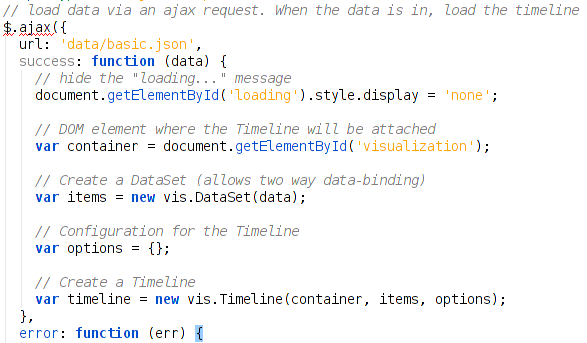 // load data via an ajax request. When the data is in, load the timeline
$.ajax({
  url: 'data/basic.json',
  success: function (data) {
    // hide the "loading..." message
    document.getElementById('loading').style.display = 'none';

    // DOM element where the Timeline will be attached
    var container = document.getElementById('visualization');

    // Create a DataSet (allows two way data-binding)
    var items = new vis.DataSet(data);

    // Configuration for the Timeline
    var options = {};

    // Create a Timeline
    var timeline = new vis.Timeline(container, items, options);
  },
  error: function (err) {